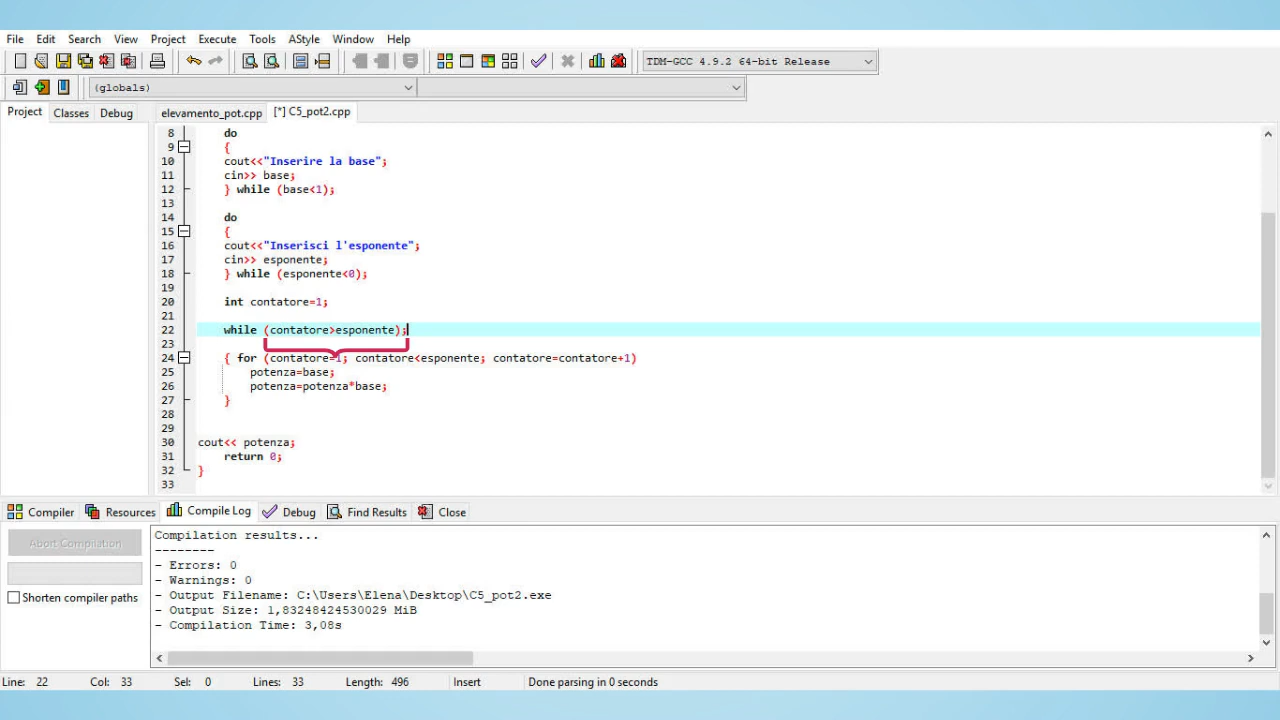 File Edit Search View Project Execute Tools AStyle Window Help
TDM-GCC 4.9.2 64-bit Release
(globals)
Project Classes Debug elevamento_pot.cpp [*] C5_pot2.cpp
8 do
9 {
10 cout<<"Inserire la base";
11 cin>> base;
12 } while (base<1);
13
14 do
15 {
16 cout<<"Inserisci l'esponente";
17 cin>> esponente;
18 } while (esponente<0);
19
20 int contatore=1;
21
22 while (contatore>esponente);
23
24 { for (contatore=1; contatore<esponente; contatore=contatore+1)
25 potenza=base;
26 potenza=potenza*base;
27 }
28
29
30 cout<< potenza;
31 return 0;
32 }
33
Compiler Resources Compile Log Debug Find Results Close
Abort Compilation
Shorten compiler paths
Compilation results...
--------
- Errors: 0
- Warnings: 0
- Output Filename: C:\Users\Elena\Desktop\C5_pot2.exe
- Output Size: 1,83248424530029 MiB
- Compilation Time: 3,08s
Line: 22 Col: 33 Sel: 0 Lines: 33 Length: 496 Insert Done parsing in 0 seconds